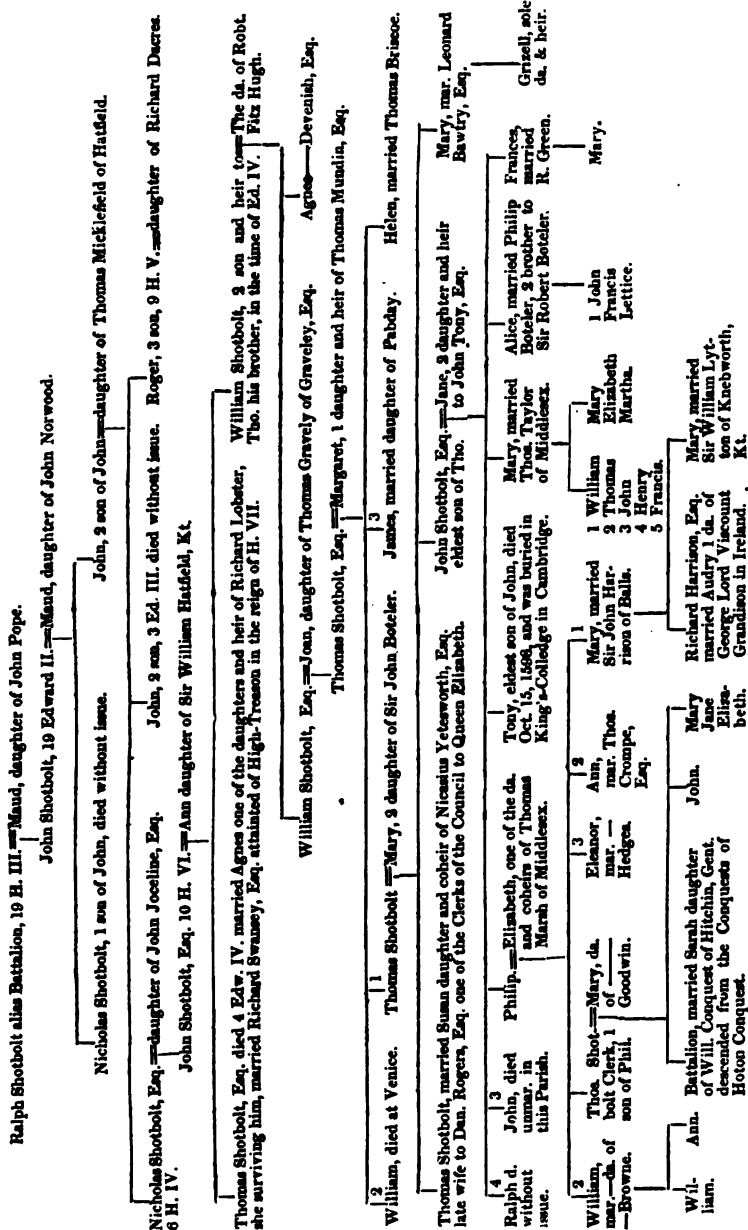 Ralph Shotbolt alias Battalion, 19 H. III.=Maud, daughter of John Pope.
John Shotbolt, 19 Edward II.=Maud, daughter of John Norwood.
Nicholas Shotbolt, 1 son of John, died without issue.
John, 2 son of John=daughter of Thomas Micklefield of Hatfield.
Nicholas Shotbolt, Esq.=daughter of John Joceline, Esq.
6 H. IV.
John, 2 son, 3 Ed. III. died without issue.
Roger, 3 son, 9 H. V.=daughter of Richard Dacres.
John Shotbolt, Esq. 10 H. VI.=Ann daughter of Sir William Hatfield, Kt.
Thomas Shotbolt, Esq. died 4 Edw. IV. married Agnes one of the daughters and heir of Richard Lobster,
she surviving him, married Richard Swansey, Esq. attainted of High-Treason in the reign of H. VII.
William Shotbolt, 2 son and heir to=The da. of Robt.
Tho. his brother, in the time of Ed. IV. Fitz Hugh.
William Shotbolt, Esq.=Joan, daughter of Thomas Gravely of Graveley, Esq.
Agnes—Devenish, Esq.
Thomas Shotbolt, Esq.=Margaret, 1 daughter and heir of Thomas Mundin, Esq.
2
William, died at Venice.
1
Thomas Shotbolt=Mary, 2 daughter of Sir John Boteler.
3
James, married daughter of Pabday.
Helen, married Thomas Briscoe.
Thomas Shotbolt, married Susan daughter and coheir of Nicasius Yetesworth, Esq.
late wife to Dan. Rogers, Esq. one of the Clerks of the Council to Queen Elizabeth.
John Shotbolt, Esq.=Jane, 2 daughter and heir
eldest son of Tho. to John Tony, Esq.
Mary, mar. Leonard
Bawtry, Esq.
Grizell, sole
da. & heir.
4
Ralph d.
without
issue.
3
John, died
unmar. in
this Parish.
Philip.=Elizabeth, one of the da.
and coheirs of Thomas
Marsh of Middlesex.
Tony, eldest son of John, died
Oct. 15, 1596, and was buried in
King's-Colledge in Cambridge.
Mary, married
Thos. Taylor
of Middlesex.
Alice, married Philip
Boteler, 2 brother to
Sir Robert Boteler.
Frances,
married
R. Green.
1 William
2 Thomas
3 John
4 Henry
5 Francis.
Mary
Elizabeth
Martha.
1 John
Francis
Lettice.
Mary.
2
William,
mar.—da. of
—Browne.
Thos. Shot-=Mary, da.
bolt Clerk, 1 of ——
son of Phil. Goodwin.
3
Eleanor,
mar. —
Hedges.
2
Ann,
mar. Thos.
Crompe,
Esq.
1
Mary, married
Sir John Har-
rison of Balls.
Wil-
liam.
Ann.
Battalion, married Sarah daughter
of Will. Conquest of Hitchin, Gent.
descended from the Conquests of
Hoton Conquest.
John.
Mary
Jane
Eliza-
beth.
Richard Harrison, Esq.
married Audry 1 da. of
George Lord Viscount
Grandison in Ireland.
Mary, married
Sir William Lyt-
ton of Knebworth,
Kt.